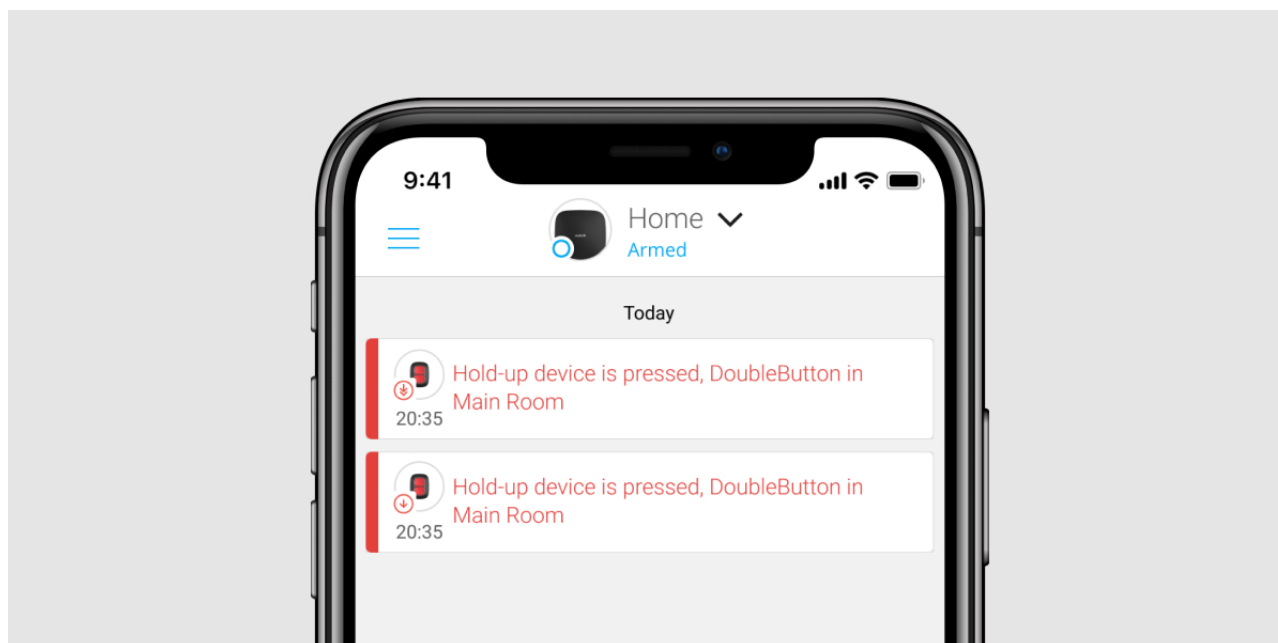 9:41
Home
Armed
Today
Hold-up device is pressed, DoubleButton in
Main Room
20:35
Hold-up device is pressed, DoubleButton in
Main Room
20:35